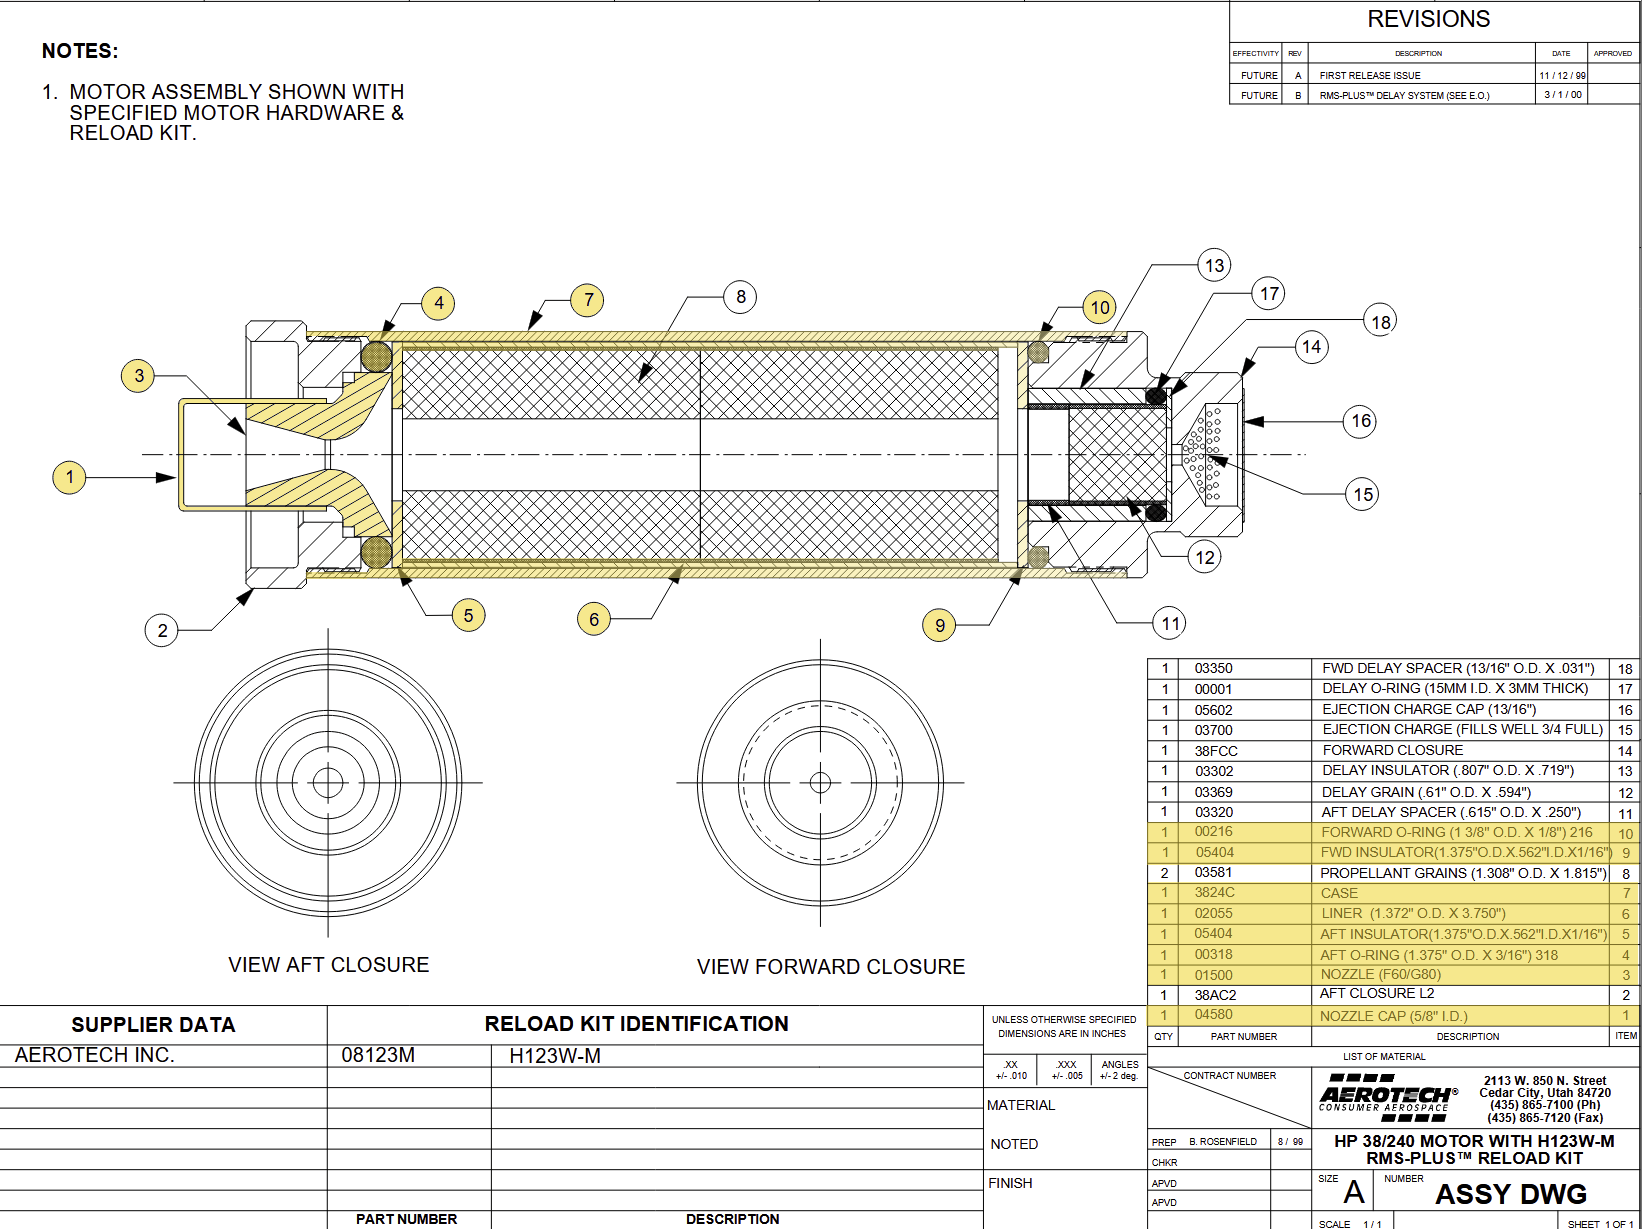 REVISIONS
EFFECTIVITY REV DESCRIPTION DATE APPROVED
FUTURE A FIRST RELEASE ISSUE 11 / 12 / 99
FUTURE B RMS-PLUS™ DELAY SYSTEM (SEE E.O.) 3 / 1 / 00
NOTES:
1. MOTOR ASSEMBLY SHOWN WITH
SPECIFIED MOTOR HARDWARE &
RELOAD KIT.
13
17
18
14
16
15
12
11
10
8
7
4
3
1
2
5
6
9
VIEW AFT CLOSURE
VIEW FORWARD CLOSURE
1 03350 FWD DELAY SPACER (13/16" O.D. X .031") 18
1 00001 DELAY O-RING (15MM I.D. X 3MM THICK) 17
1 05602 EJECTION CHARGE CAP (13/16") 16
1 03700 EJECTION CHARGE (FILLS WELL 3/4 FULL) 15
1 38FCC FORWARD CLOSURE 14
1 03302 DELAY INSULATOR (.807" O.D. X .719") 13
1 03369 DELAY GRAIN (.61" O.D. X .594") 12
1 03320 AFT DELAY SPACER (.615" O.D. X .250") 11
1 00216 FORWARD O-RING (1 3/8" O.D. X 1/8") 216 10
1 05404 FWD INSULATOR(1.375"O.D.X.562"I.D.X1/16") 9
2 03581 PROPELLANT GRAINS (1.308" O.D. X 1.815") 8
1 3824C CASE 7
1 02055 LINER (1.372" O.D. X 3.750") 6
1 05404 AFT INSULATOR(1.375"O.D.X.562"I.D.X1/16") 5
1 00318 AFT O-RING (1.375" O.D. X 3/16") 318 4
1 01500 NOZZLE (F60/G80) 3
1 38AC2 AFT CLOSURE L2 2
1 04580 NOZZLE CAP (5/8" I.D.) 1
QTY PART NUMBER DESCRIPTION ITEM
LIST OF MATERIAL
SUPPLIER DATA RELOAD KIT IDENTIFICATION
AEROTECH INC. 08123M H123W-M
PART NUMBER DESCRIPTION
UNLESS OTHERWISE SPECIFIED
DIMENSIONS ARE IN INCHES
.XX .XXX ANGLES
+/- .010 +/- .005 +/- 2 deg.
MATERIAL
NOTED
FINISH
CONTRACT NUMBER
PREP B. ROSENFIELD 8 / 99
CHKR
APVD
APVD
AEROTECH®
CONSUMER AEROSPACE
2113 W. 850 N. Street
Cedar City, Utah 84720
(435) 865-7100 (Ph)
(435) 865-7120 (Fax)
HP 38/240 MOTOR WITH H123W-M
RMS-PLUS™ RELOAD KIT
SIZE A NUMBER ASSY DWG
SCALE 1 / 1 SHEET 1 OF 1